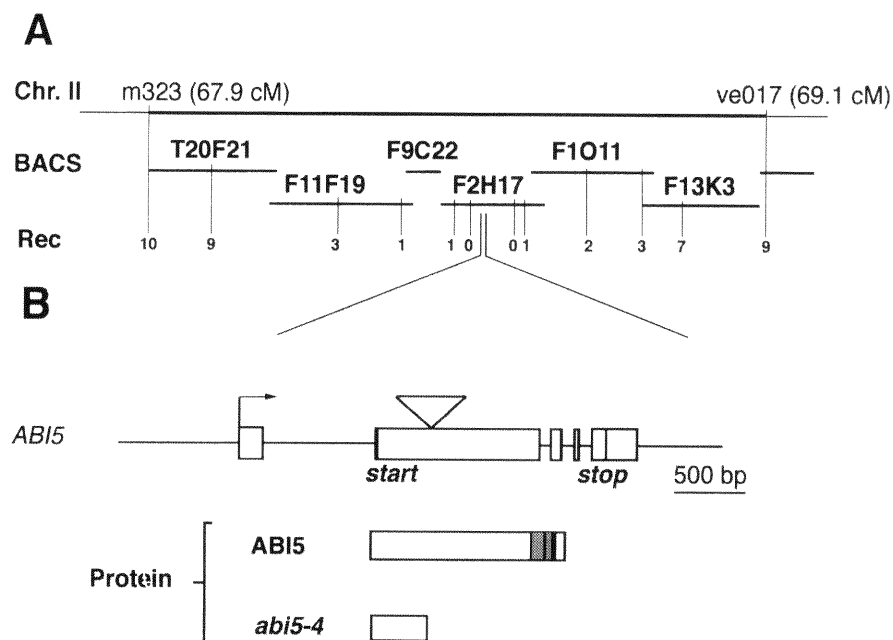 A
Chr. II m323 (67.9 cM) ve017 (69.1 cM)
BACS T20F21 F9C22 F1O11
F11F19 F2H17 F13K3
Rec 10 9 3 1 1 0 0 1 2 3 7 9
B
ABI5
start stop
500 bp
ABI5
Protein
abi5-4